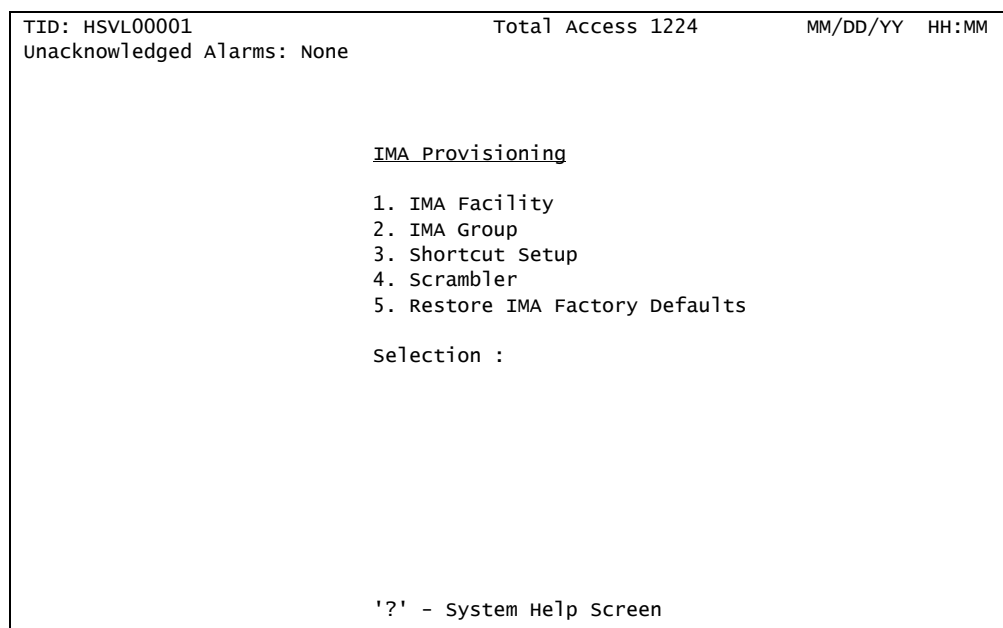 TID: HSVL00001 Total Access 1224 MM/DD/YY HH:MM
Unacknowledged Alarms: None
IMA Provisioning
1. IMA Facility
2. IMA Group
3. Shortcut Setup
4. Scrambler
5. Restore IMA Factory Defaults
Selection :
'?' - System Help Screen